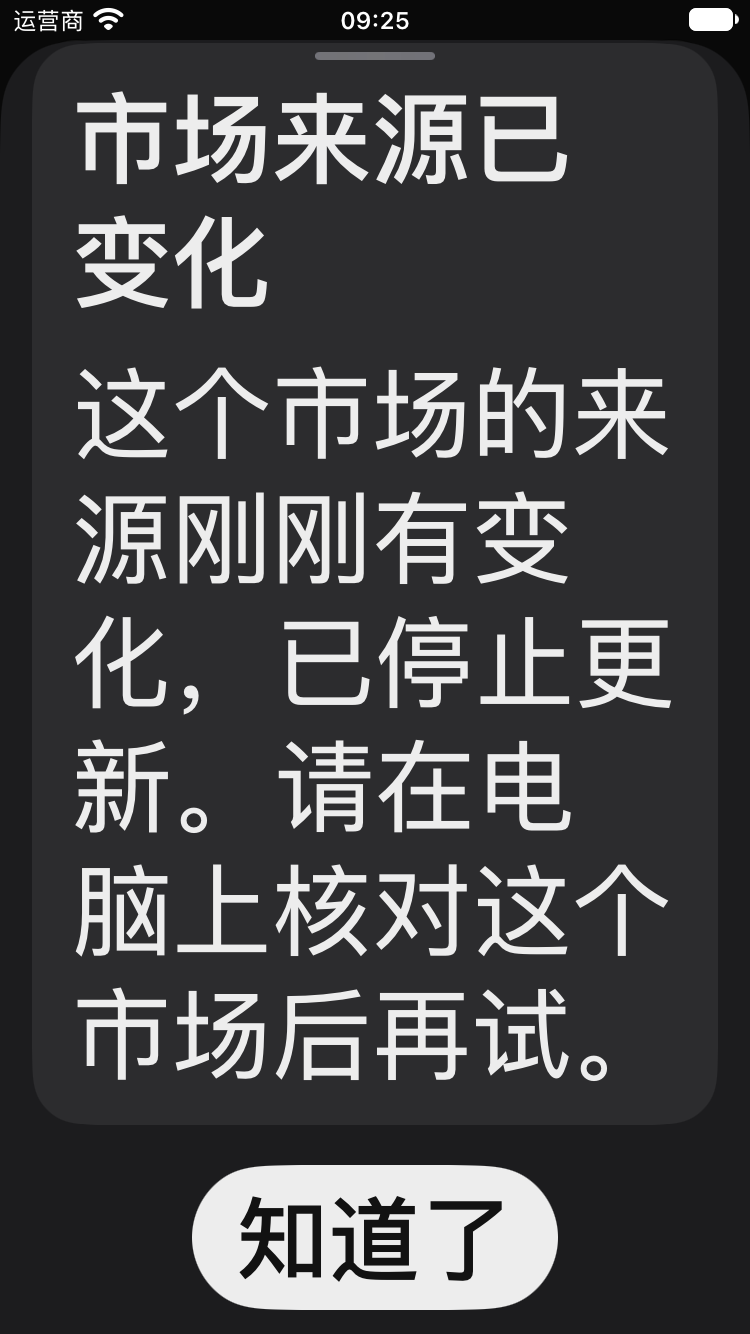 运营商
09:25
市场来源已
变化
这个市场的来
源刚刚有变
化，已停止更
新。请在电
脑上核对这个
市场后再试。
知道了